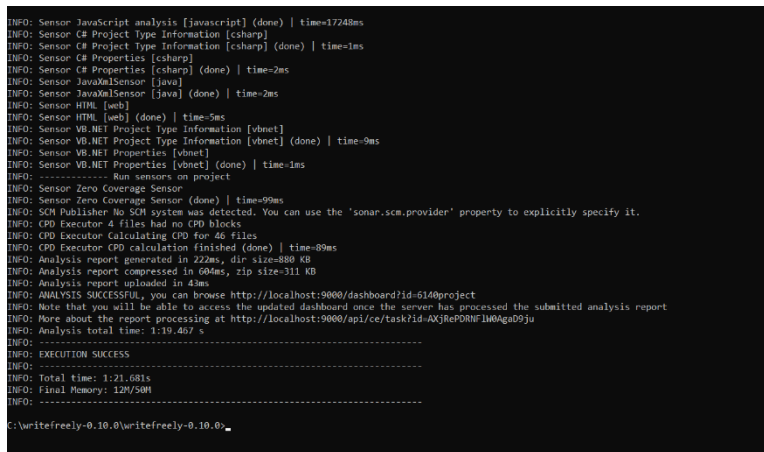 INFO: Sensor JavaScript analysis [javascript] (done) | time=17248ms
INFO: Sensor C# Project Type Information [csharp]
INFO: Sensor C# Project Type Information [csharp] (done) | time=1ms
INFO: Sensor C# Properties [csharp]
INFO: Sensor C# Properties [csharp] (done) | time=2ms
INFO: Sensor JavaXmlSensor [java]
INFO: Sensor JavaXmlSensor [java] (done) | time=2ms
INFO: Sensor HTML [web]
INFO: Sensor HTML [web] (done) | time=5ms
INFO: Sensor VB.NET Project Type Information [vbnet]
INFO: Sensor VB.NET Project Type Information [vbnet] (done) | time=9ms
INFO: Sensor VB.NET Properties [vbnet]
INFO: Sensor VB.NET Properties [vbnet] (done) | time=1ms
INFO: ------------- Run sensors on project
INFO: Sensor Zero Coverage Sensor
INFO: Sensor Zero Coverage Sensor (done) | time=99ms
INFO: SCM Publisher No SCM system was detected. You can use the 'sonar.scm.provider' property to explicitly specify it.
INFO: CPD Executor 4 files had no CPD blocks
INFO: CPD Executor Calculating CPD for 46 files
INFO: CPD Executor CPD calculation finished (done) | time=89ms
INFO: Analysis report generated in 222ms, dir size=880 KB
INFO: Analysis report compressed in 604ms, zip size=311 KB
INFO: Analysis report uploaded in 43ms
INFO: ANALYSIS SUCCESSFUL, you can browse http://localhost:9000/dashboard?id=6140project
INFO: Note that you will be able to access the updated dashboard once the server has processed the submitted analysis report
INFO: More about the report processing at http://localhost:9000/api/ce/task?id=AXjRePDRNFlW0AgaD9ju
INFO: Analysis total time: 1:19.467 s
INFO: ------------------------------------------------------------------------
INFO: EXECUTION SUCCESS
INFO: ------------------------------------------------------------------------
INFO: Total time: 1:21.681s
INFO: Final Memory: 12M/50M
INFO: ------------------------------------------------------------------------
C:\writefreely-0.10.0\writefreely-0.10.0>_